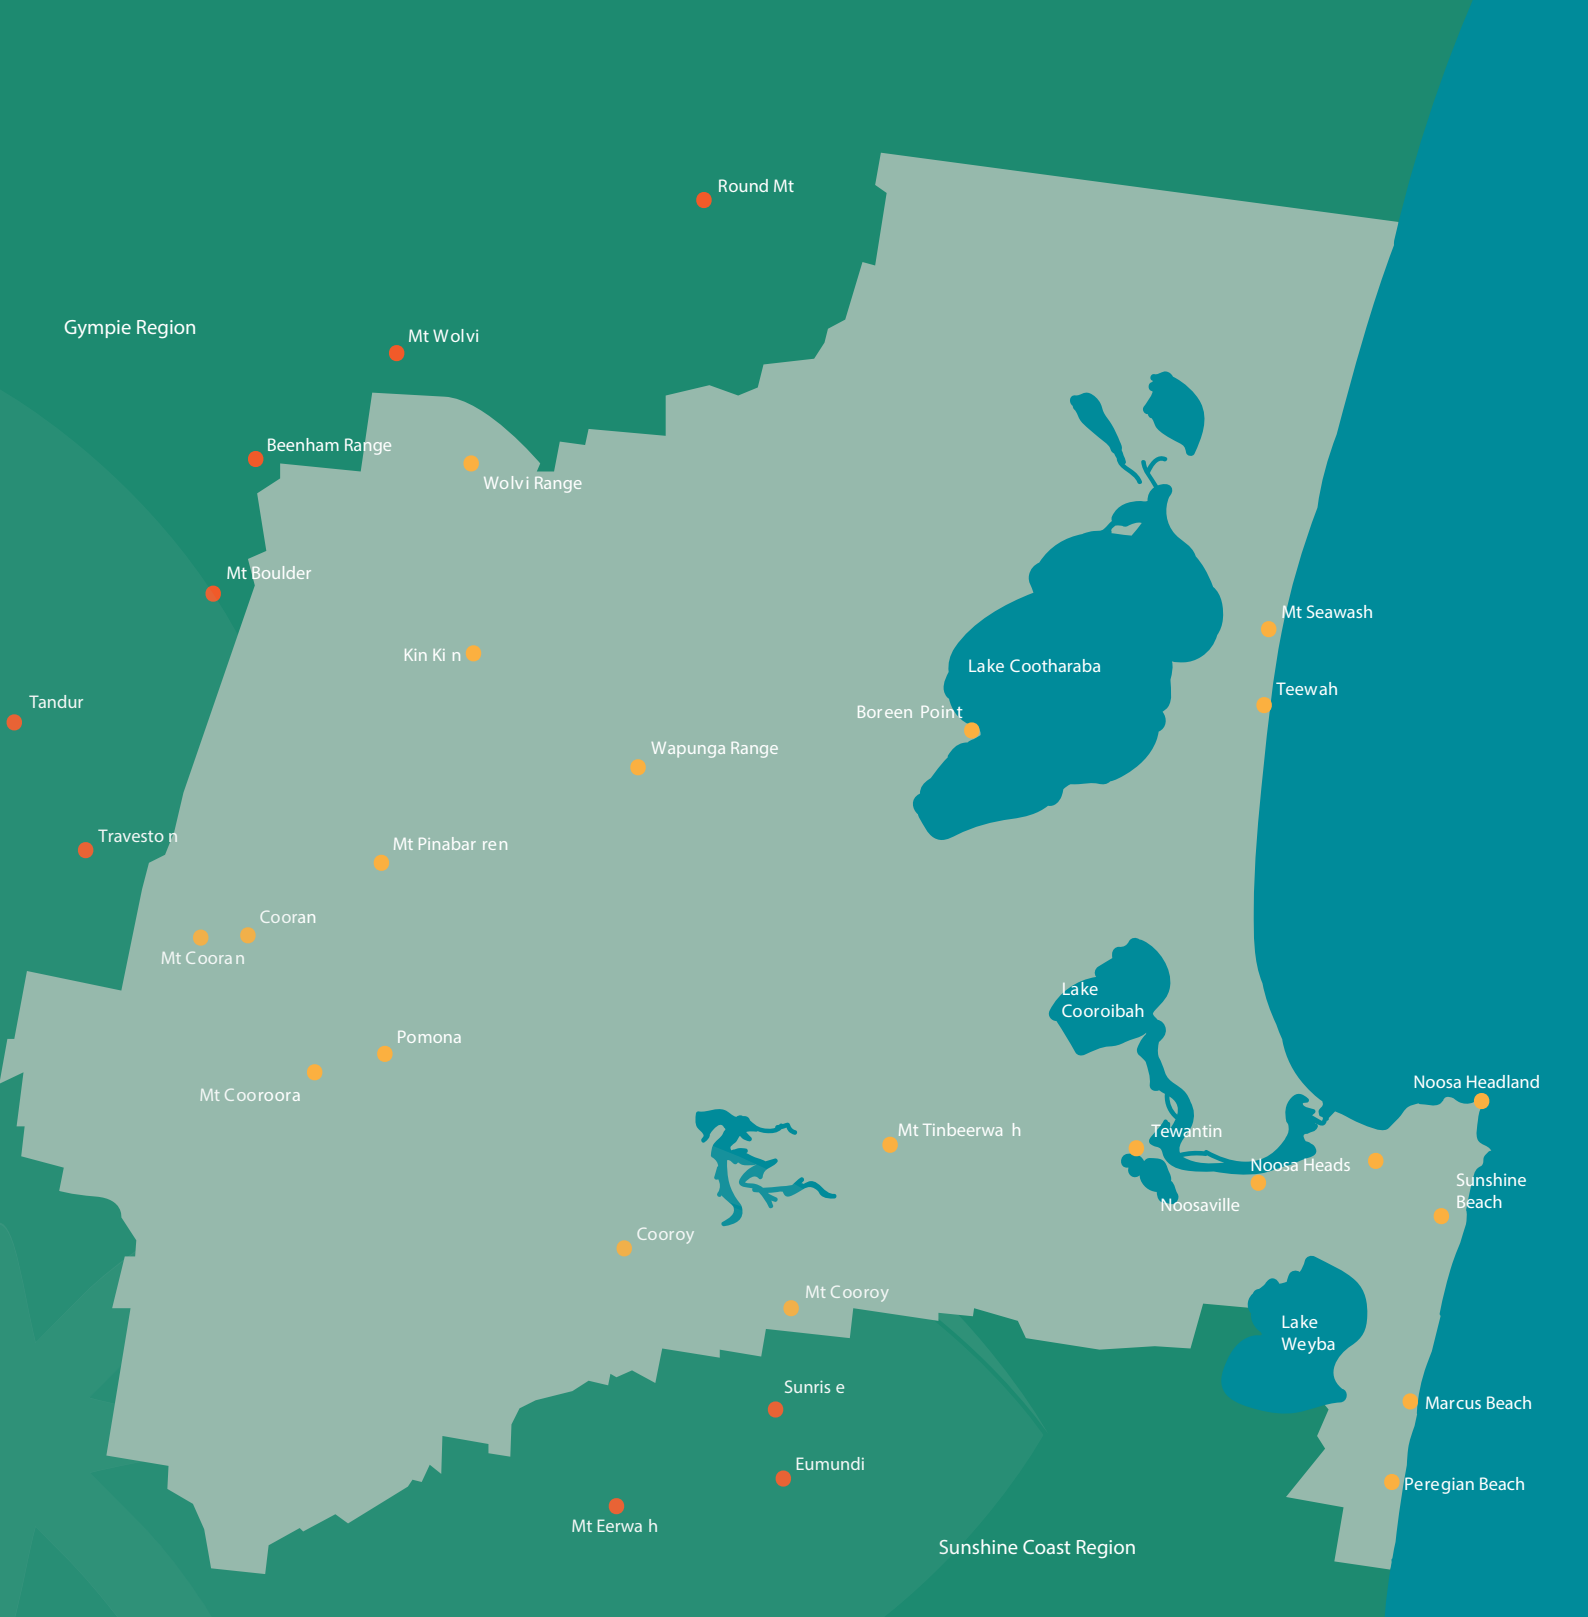 Round Mt
Gympie Region
Mt Wolvi
Beenham Range
Wolvi Range
Mt Boulder
Mt Seawash
Kin Ki n
Lake Cootharaba
Teewah
Tandur
Boreen Point
Wapunga Range
Travesto n
Mt Pinabar ren
Cooran
Mt Cooran
Lake
Cooroibah
Pomona
Noosa Headland
Mt Cooroora
Mt Tinbeerwa h
Tewantin
Noosa Heads
Sunshine
Beach
Noosaville
Cooroy
Mt Cooroy
Lake
Weyba
Sunris e
Marcus Beach
Eumundi
Peregian Beach
Mt Eerwa h
Sunshine Coast Region